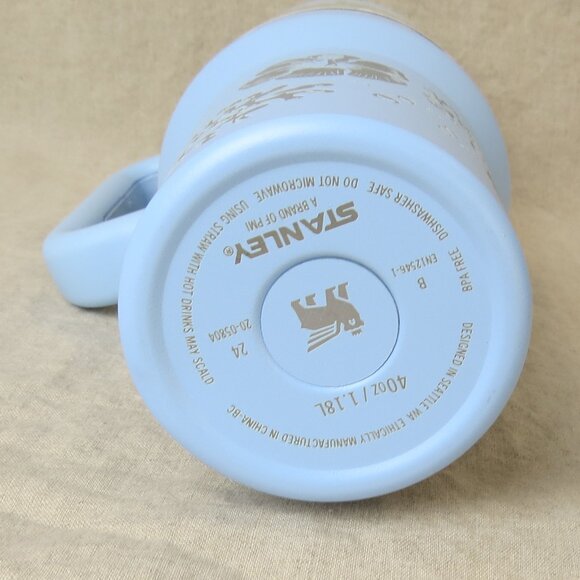 STANLEY®
A BRAND OF PMI
USING STRAW WITH HOT DRINKS MAY SCALD
DO NOT MICROWAVE
DISHWASHER SAFE
BPA FREE
B
EN12546-1
24
20-05804
40oz / 1.18L
DESIGNED IN SEATTLE WA ETHICALLY MANUFACTURED IN CHINA-BC